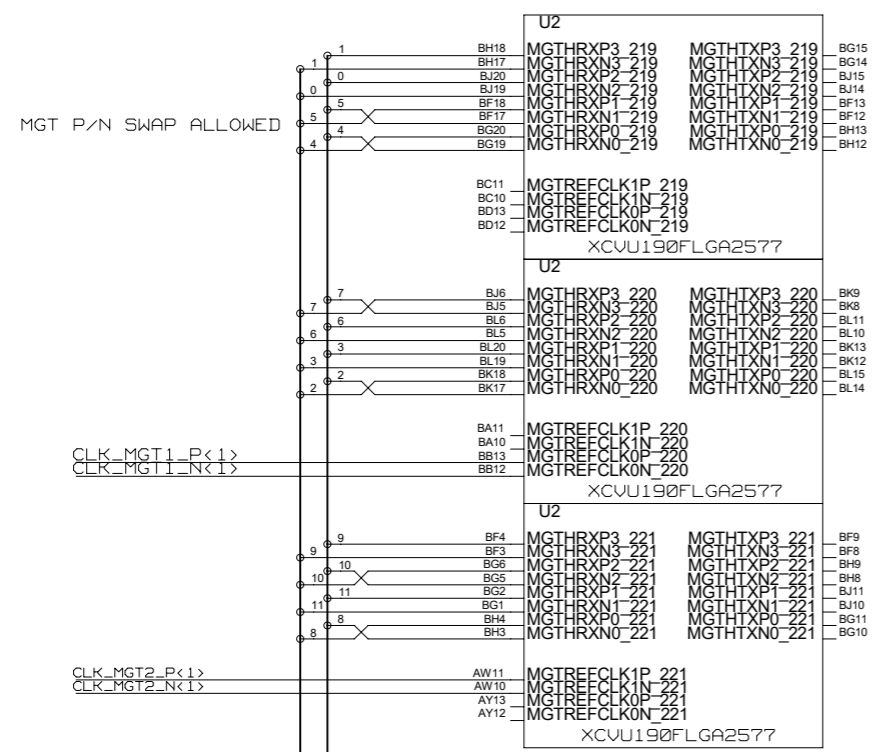 U2
1 BH18 MGTHRXP3_219 MGTHTXP3_219 BG15
1 BH17 MGTHRXN3_219 MGTHTXN3_219 BG14
0 BJ20 MGTHRXP2_219 MGTHTXP2_219 BJ15
0 BJ19 MGTHRXN2_219 MGTHTXN2_219 BJ14
5 BF18 MGTHRXP1_219 MGTHTXP1_219 BF13
MGT P/N SWAP ALLOWED 5 BF17 MGTHRXN1_219 MGTHTXN1_219 BF12
4 BG20 MGTHRXP0_219 MGTHTXP0_219 BH13
4 BG19 MGTHRXN0_219 MGTHTXN0_219 BH12
BC11 MGTREFCLK1P_219
BC10 MGTREFCLK1N_219
BD13 MGTREFCLK0P_219
BD12 MGTREFCLK0N_219
XCVU190FLGA2577
U2
7 BJ6 MGTHRXP3_220 MGTHTXP3_220 BK9
7 BJ5 MGTHRXN3_220 MGTHTXN3_220 BK8
6 BL6 MGTHRXP2_220 MGTHTXP2_220 BL11
6 BL5 MGTHRXN2_220 MGTHTXN2_220 BL10
3 BL20 MGTHRXP1_220 MGTHTXP1_220 BK13
3 BL19 MGTHRXN1_220 MGTHTXN1_220 BK12
2 BK18 MGTHRXP0_220 MGTHTXP0_220 BL15
2 BK17 MGTHRXN0_220 MGTHTXN0_220 BL14
BA11 MGTREFCLK1P_220
BA10 MGTREFCLK1N_220
CLK_MGT1_P<1> BB13 MGTREFCLK0P_220
CLK_MGT1_N<1> BB12 MGTREFCLK0N_220
XCVU190FLGA2577
U2
9 BF4 MGTHRXP3_221 MGTHTXP3_221 BF9
9 BF3 MGTHRXN3_221 MGTHTXN3_221 BF8
10 BG6 MGTHRXP2_221 MGTHTXP2_221 BH9
10 BG5 MGTHRXN2_221 MGTHTXN2_221 BH8
11 BG2 MGTHRXP1_221 MGTHTXP1_221 BJ11
11 BG1 MGTHRXN1_221 MGTHTXN1_221 BJ10
8 BH4 MGTHRXP0_221 MGTHTXP0_221 BG11
8 BH3 MGTHRXN0_221 MGTHTXN0_221 BG10
CLK_MGT2_P<1> AW11 MGTREFCLK1P_221
CLK_MGT2_N<1> AW10 MGTREFCLK1N_221
AY13 MGTREFCLK0P_221
AY12 MGTREFCLK0N_221
XCVU190FLGA2577